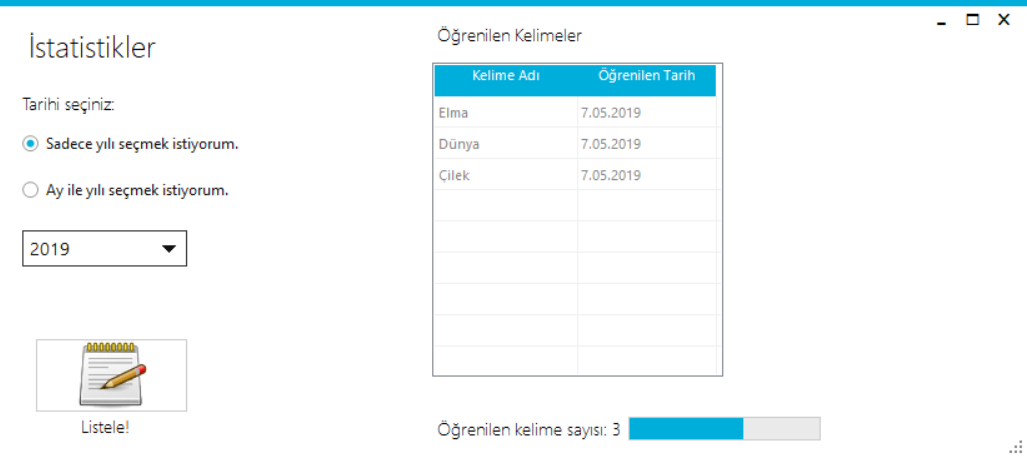 İstatistikler
Tarihi seçiniz:
Sadece yılı seçmek istiyorum.
Ay ile yılı seçmek istiyorum.
2019
Listele!
Öğrenilen Kelimeler
Kelime Adı Öğrenilen Tarih
Elma 7.05.2019
Dünya 7.05.2019
Çilek 7.05.2019
Öğrenilen kelime sayısı: 3